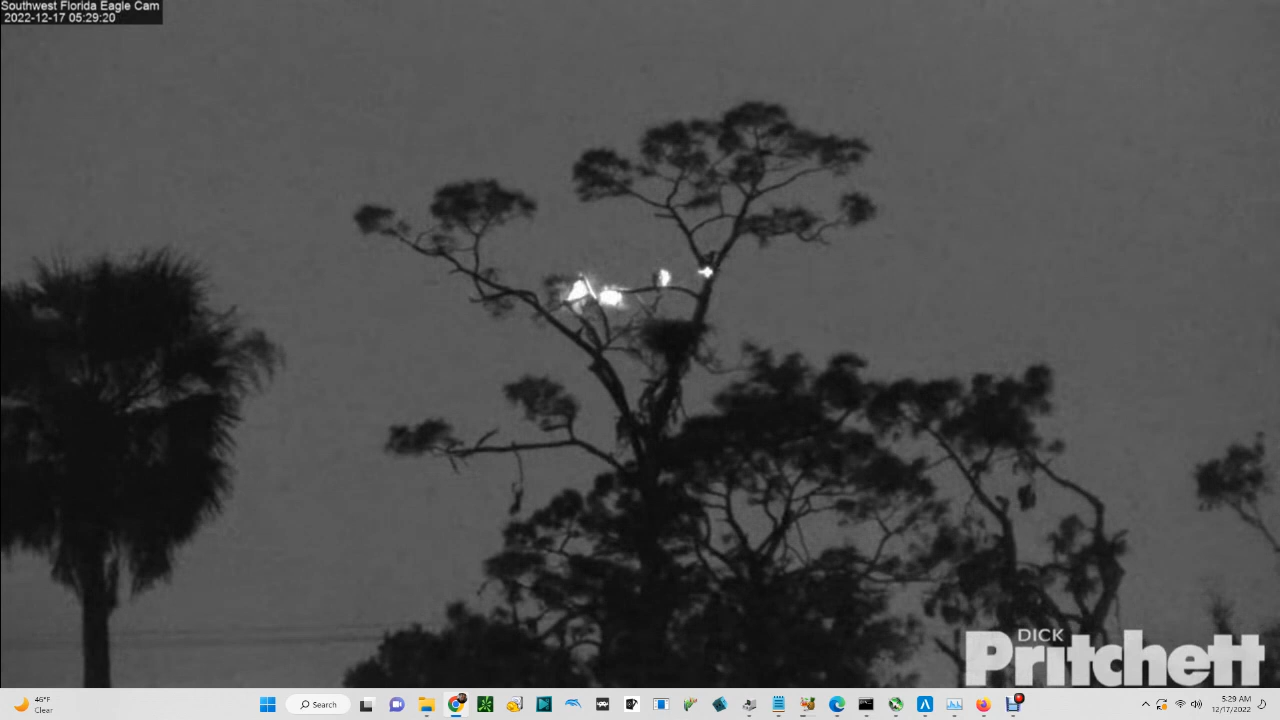 Southwest Florida Eagle Cam
2022-12-17 05:29:20
DICK
Pritchett
46°F
Clear
Search
5:29 AM
12/17/2022